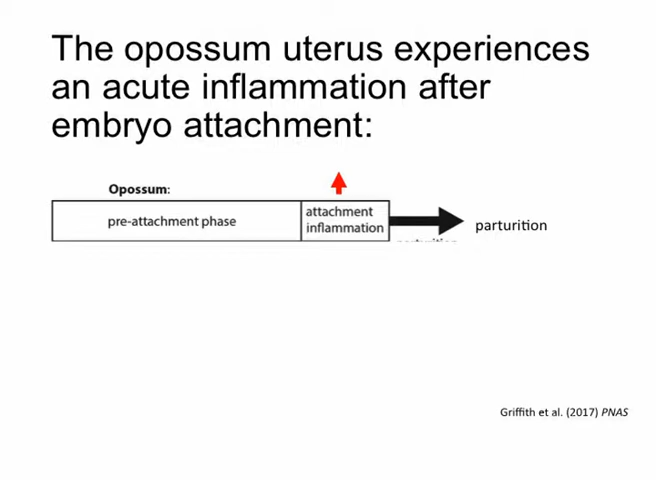 The opossum uterus experiences
an acute inflammation after
embryo attachment:
Opossum:
pre-attachment phase
attachment
inflammation
parturition
Griffith et al. (2017) PNAS